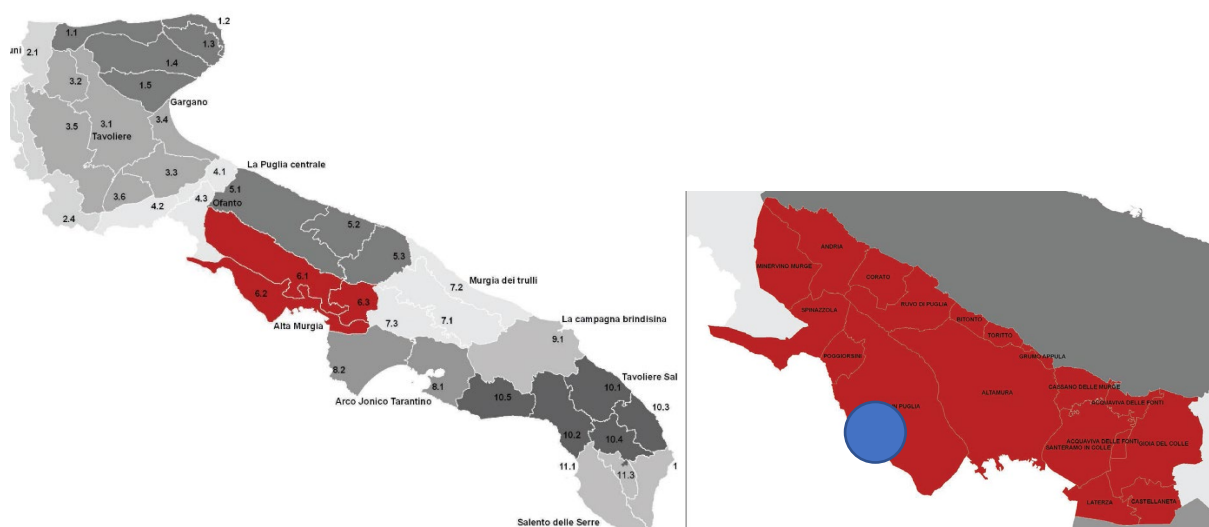 1.2
1.1
1.3
uni
2.1
1.4
3.2
1.5
Gargano
3.1
3.4
3.5
Tavoliere
La Puglia centrale
3.3
4.1
5.1
4.3
3.6
Ofanto
4.2
2.4
5.2
5.3
6.1
Murgia dei trulli
7.2
6.2
6.3
La campagna brindisina
Alta Murgia
7.3
7.1
9.1
8.2
Tavoliere Sal
8.1
10.1
Arco Jonico Tarantino
10.5
10.3
10.2
10.4
11.1
1
11.3
Salento delle Serre
ANDRIA
MINERVINO MURGE
CORATO
RUVO DI PUGLIA
SPINAZZOLA
BITONTO
TORITTO
POGGIORSINI
GRUMO APPULA
CASSANO DELLE MURGE
ALTAMURA
ACQUAVIVA DELLE FONTI
IN PUGLIA
ACQUAVIVA DELLE FONTI
SANTERAMO IN COLLE
GIOIA DEL COLLE
LATERZA
CASTELLANETA